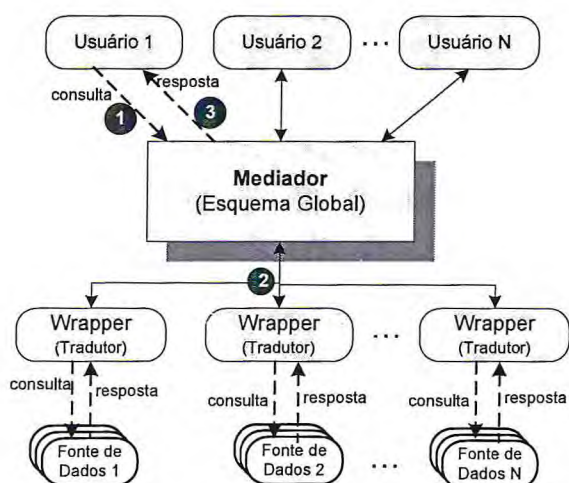 Usuário 1
Usuário 2
...
Usuário N
consulta
resposta
1
3
Mediador
(Esquema Global)
2
Wrapper
(Tradutor)
Wrapper
(Tradutor)
...
Wrapper
(Tradutor)
consulta
resposta
consulta
resposta
consulta
resposta
Fonte de
Dados 1
Fonte de
Dados 2
...
Fonte de
Dados N